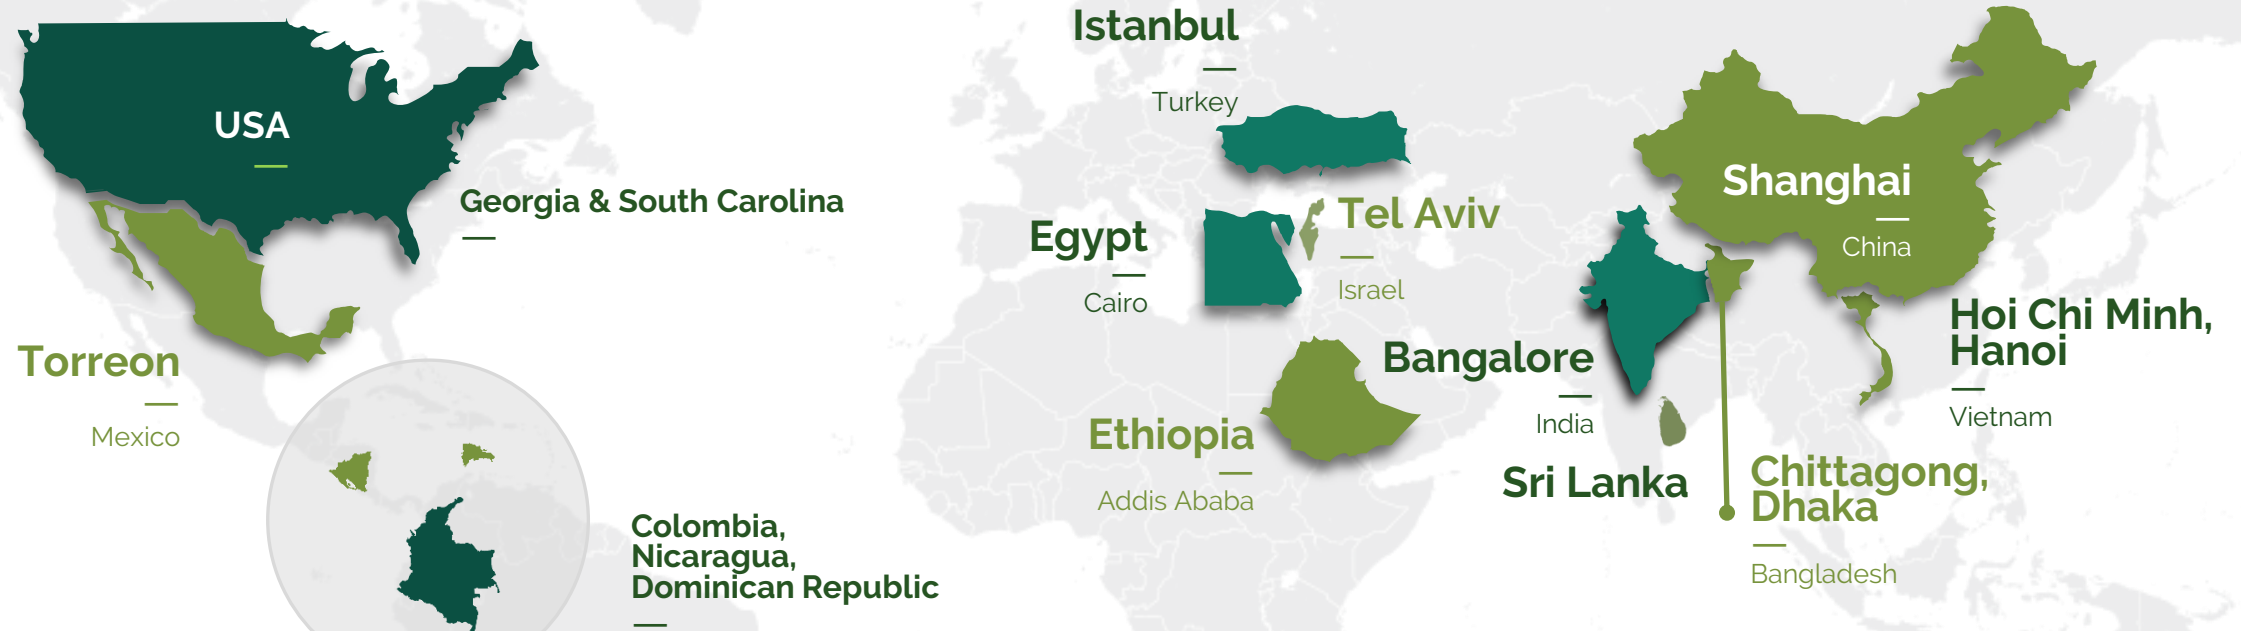 USA
Georgia & South Carolina
Torreon
Mexico
Colombia,
Nicaragua,
Dominican Republic
Istanbul
Turkey
Egypt
Cairo
Tel Aviv
Israel
Ethiopia
Addis Ababa
Bangalore
India
Sri Lanka
Shanghai
China
Hoi Chi Minh,
Hanoi
Vietnam
Chittagong,
Dhaka
Bangladesh